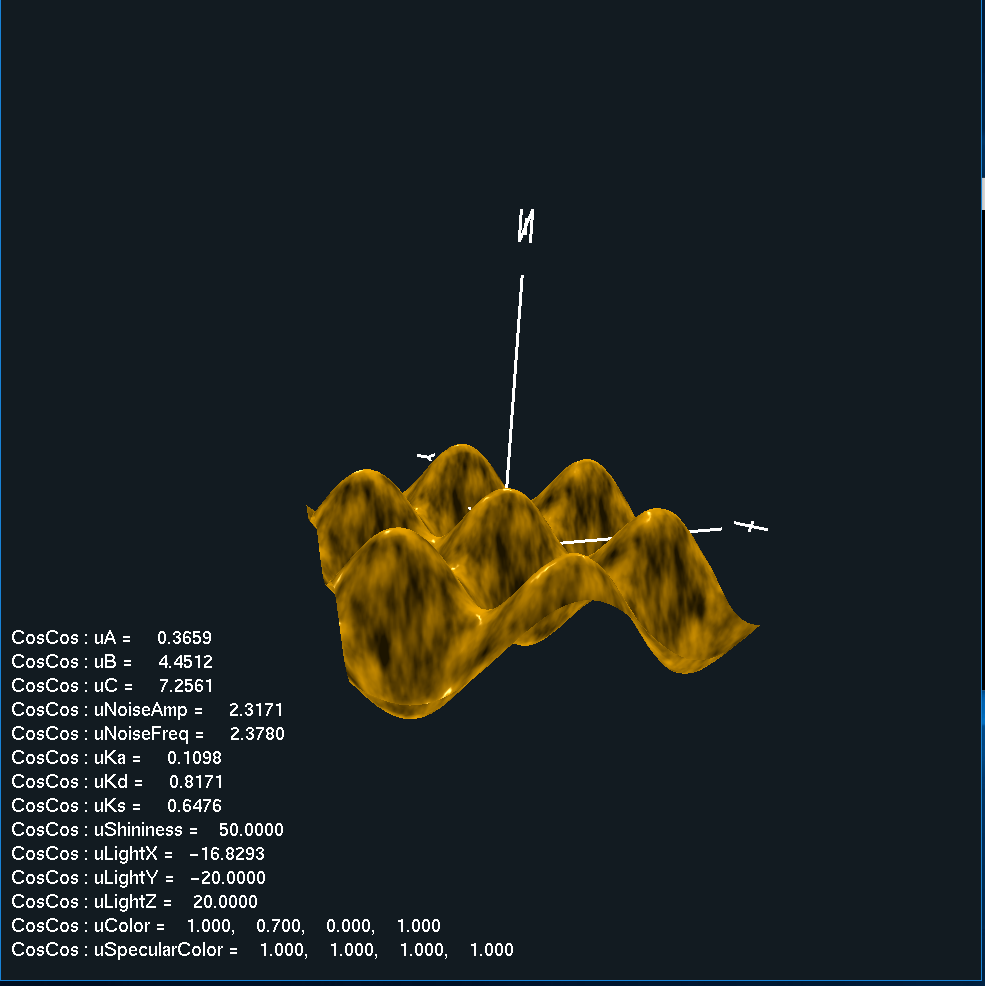 Z
Y
X
CosCos : uA = 0.3659
CosCos : uB = 4.4512
CosCos : uC = 7.2561
CosCos : uNoiseAmp = 2.3171
CosCos : uNoiseFreq = 2.3780
CosCos : uKa = 0.1098
CosCos : uKd = 0.8171
CosCos : uKs = 0.6476
CosCos : uShininess = 50.0000
CosCos : uLightX = −16.8293
CosCos : uLightY = −20.0000
CosCos : uLightZ = 20.0000
CosCos : uColor = 1.000, 0.700, 0.000, 1.000
CosCos : uSpecularColor = 1.000, 1.000, 1.000, 1.000